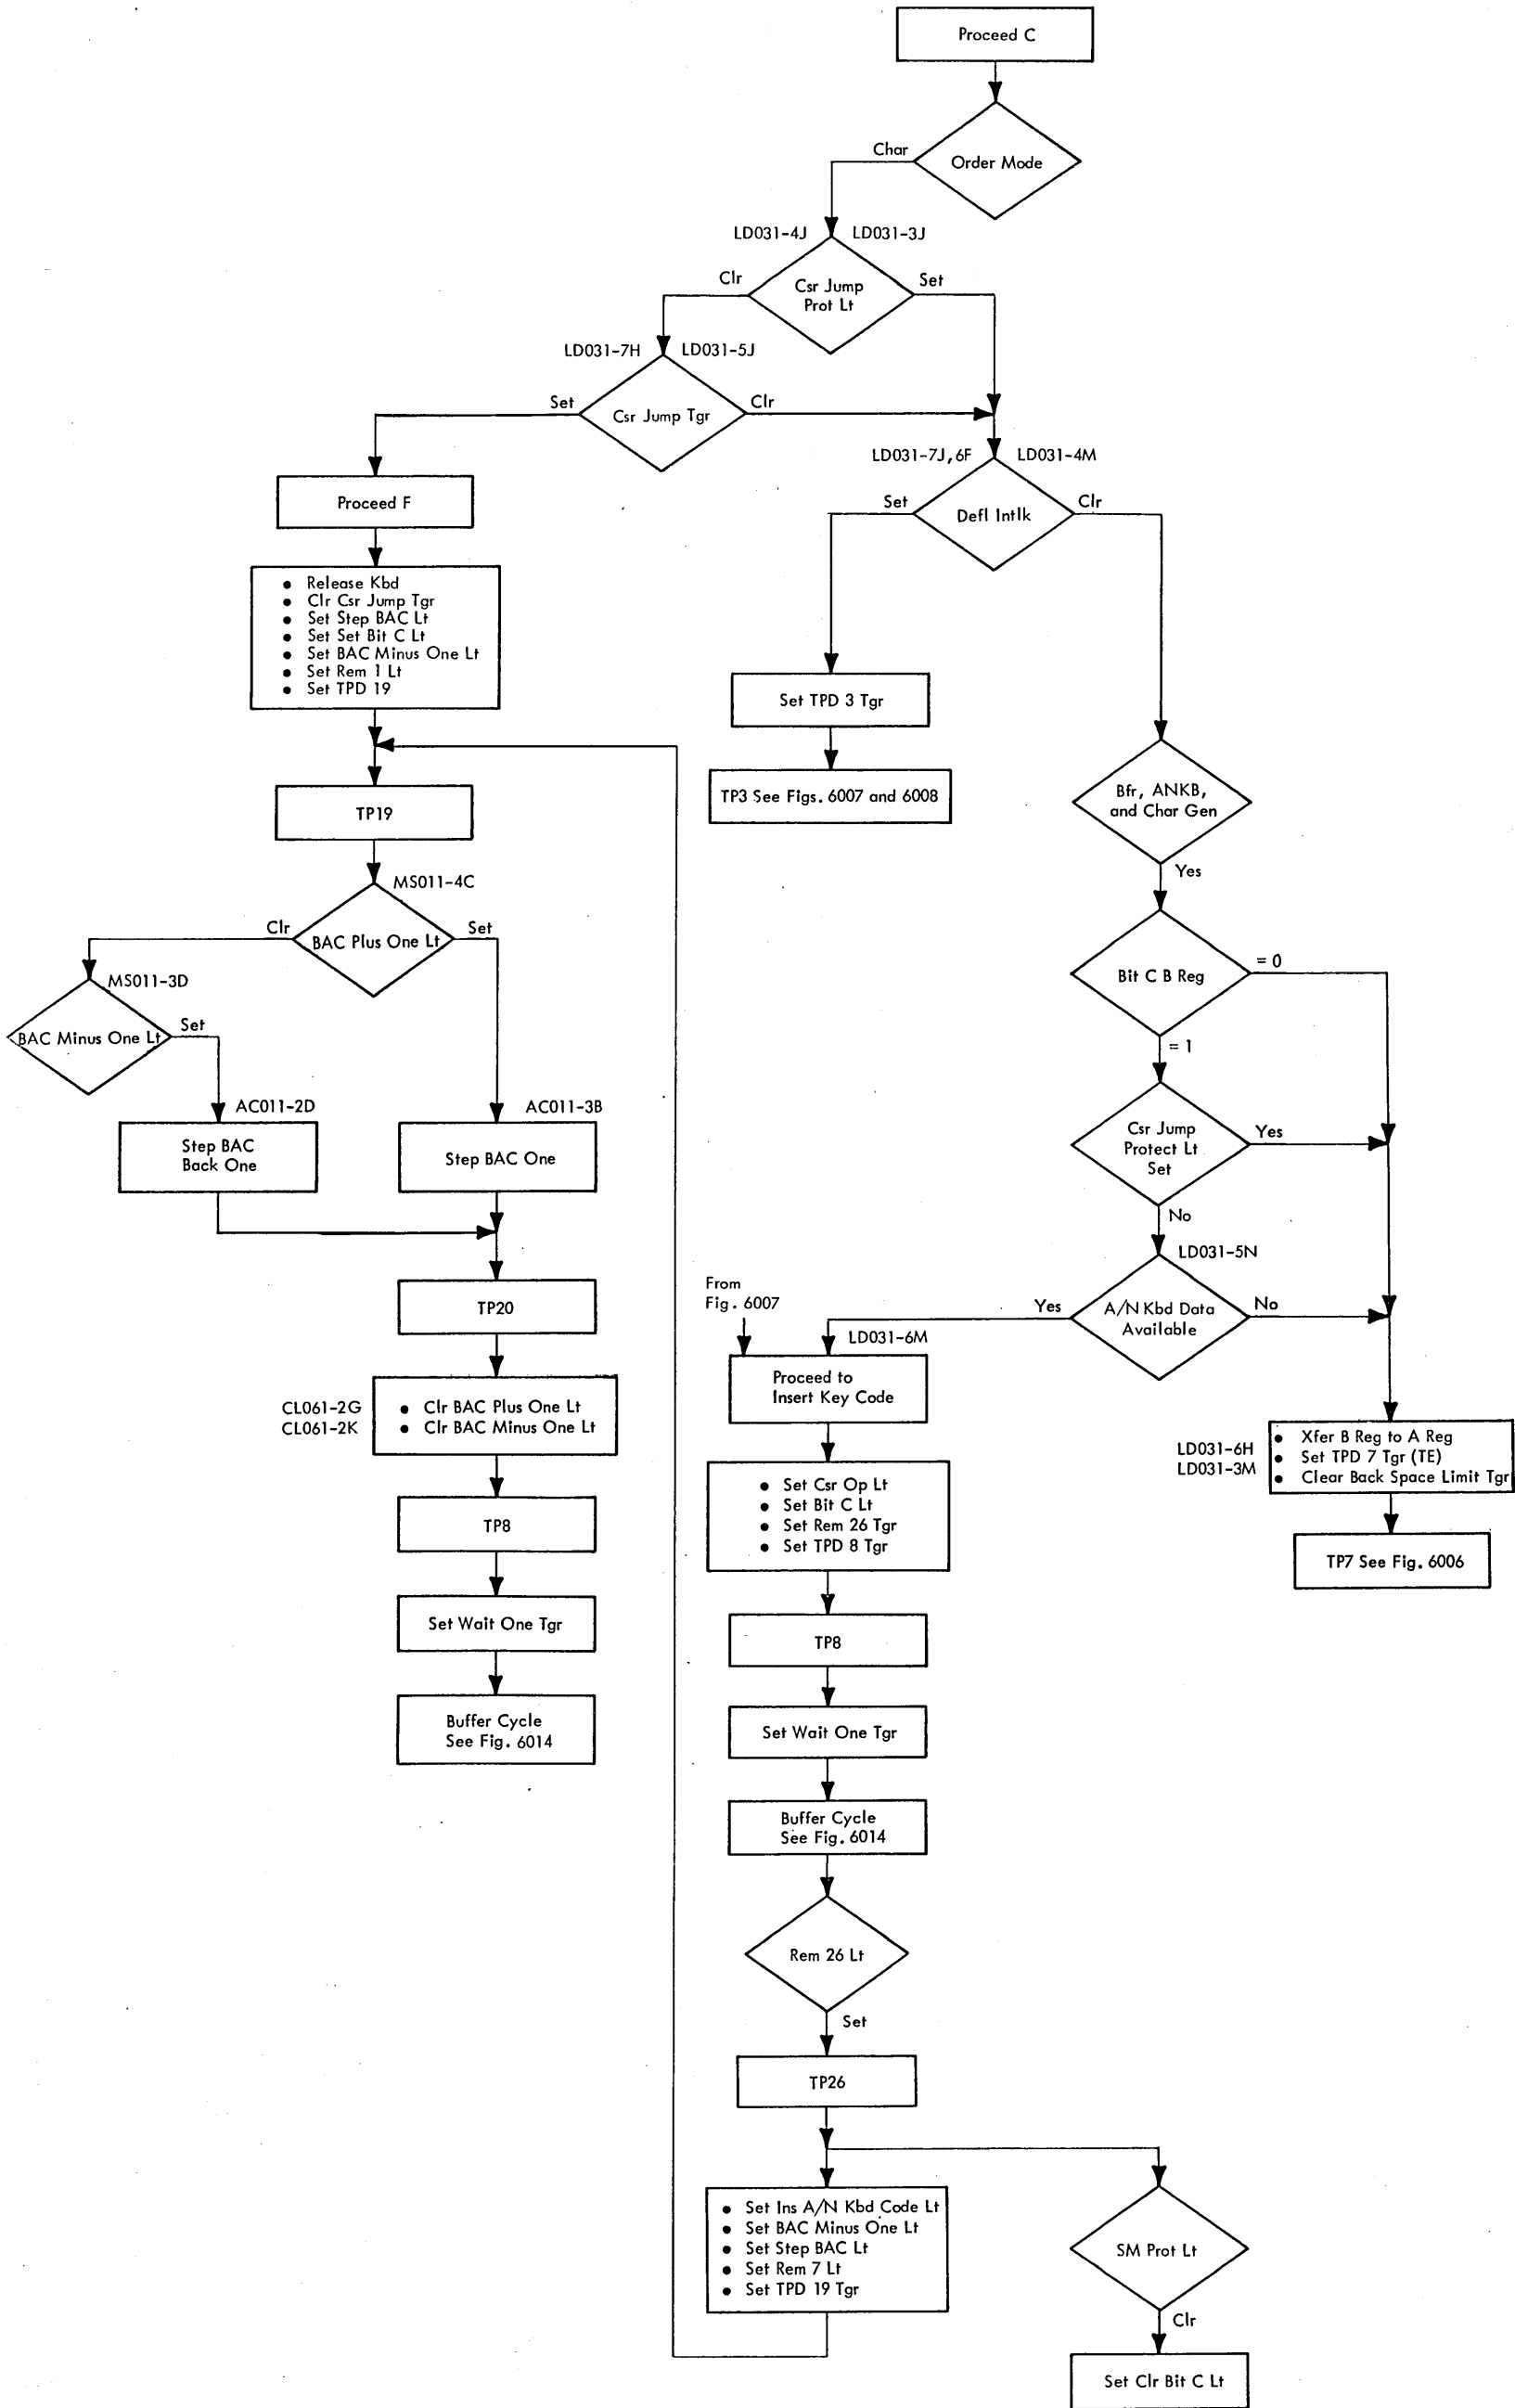 Proceed C
Order Mode
Char
LD031-4J
LD031-3J
Csr Jump
Prot Lt
Clr
Set
LD031-7H
LD031-5J
Csr Jump Tgr
Set
Clr
LD031-7J,6F
LD031-4M
Defl Intlk
Set
Clr
Proceed F
• Release Kbd
• Clr Csr Jump Tgr
• Set Step BAC Lt
• Set Set Bit C Lt
• Set BAC Minus One Lt
• Set Rem 1 Lt
• Set TPD 19
Set TPD 3 Tgr
TP3 See Figs. 6007 and 6008
TP19
MS011-4C
BAC Plus One Lt
Clr
Set
MS011-3D
BAC Minus One Lt
Set
AC011-2D
Step BAC
Back One
AC011-3B
Step BAC One
TP20
CL061-2G
CL061-2K
• Clr BAC Plus One Lt
• Clr BAC Minus One Lt
TP8
Set Wait One Tgr
Buffer Cycle
See Fig. 6014
Bfr, ANKB,
and Char Gen
Yes
Bit C B Reg
= 0
= 1
Csr Jump
Protect Lt
Set
Yes
No
LD031-5N
A/N Kbd Data
Available
Yes
No
From
Fig. 6007
LD031-6M
Proceed to
Insert Key Code
LD031-6H
LD031-3M
• Xfer B Reg to A Reg
• Set TPD 7 Tgr (TE)
• Clear Back Space Limit Tgr
TP7 See Fig. 6006
• Set Csr Op Lt
• Set Bit C Lt
• Set Rem 26 Tgr
• Set TPD 8 Tgr
TP8
Set Wait One Tgr
Buffer Cycle
See Fig. 6014
Rem 26 Lt
Set
TP26
• Set Ins A/N Kbd Code Lt
• Set BAC Minus One Lt
• Set Step BAC Lt
• Set Rem 7 Lt
• Set TPD 19 Tgr
SM Prot Lt
Clr
Set Clr Bit C Lt